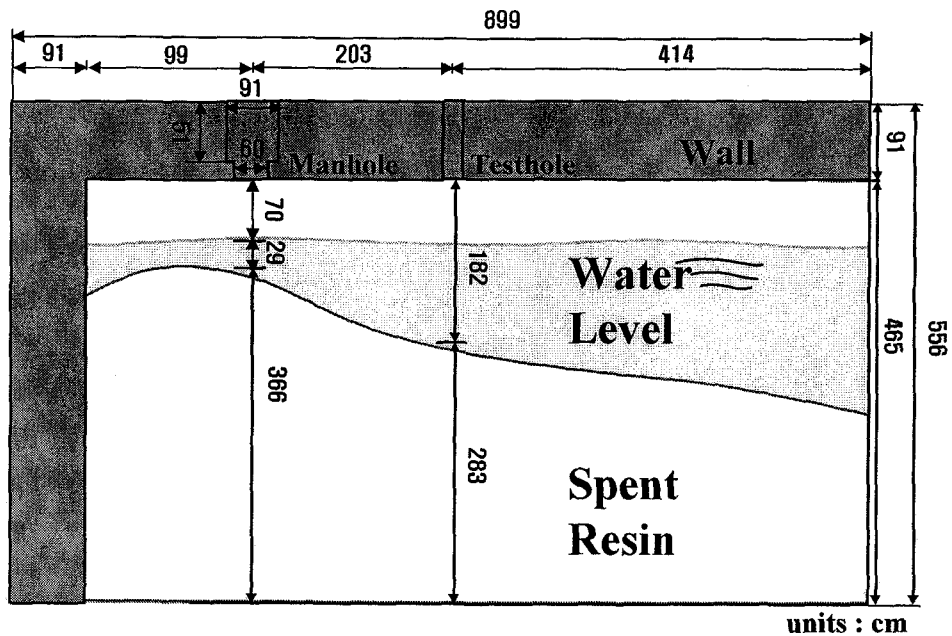 899
91
99
203
414
91
51
60
Manhole
Testhole
Wall
91
70
29
182
Water
Level
465
556
366
283
Spent
Resin
units : cm